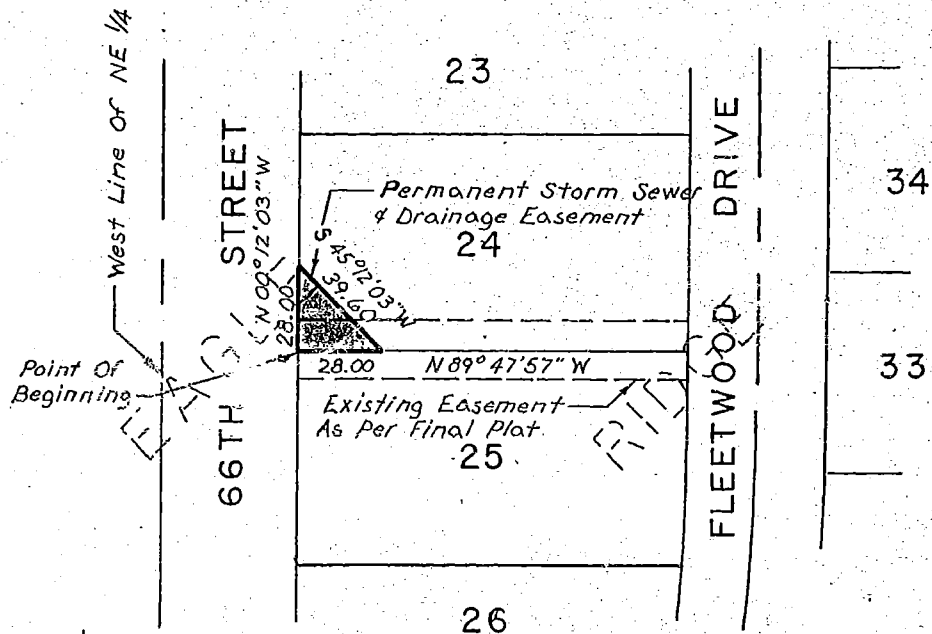 23
West Line Of NE 1/4
66TH STREET
N 00°12'03" W
28.00
Permanent Storm Sewer
& Drainage Easement
24
S 45°12'03" W
39.60
FLEETWOOD DRIVE
34
33
Point Of
Beginning
28.00
N 89° 47' 57" W
Existing Easement
As Per Final Plat
25
26